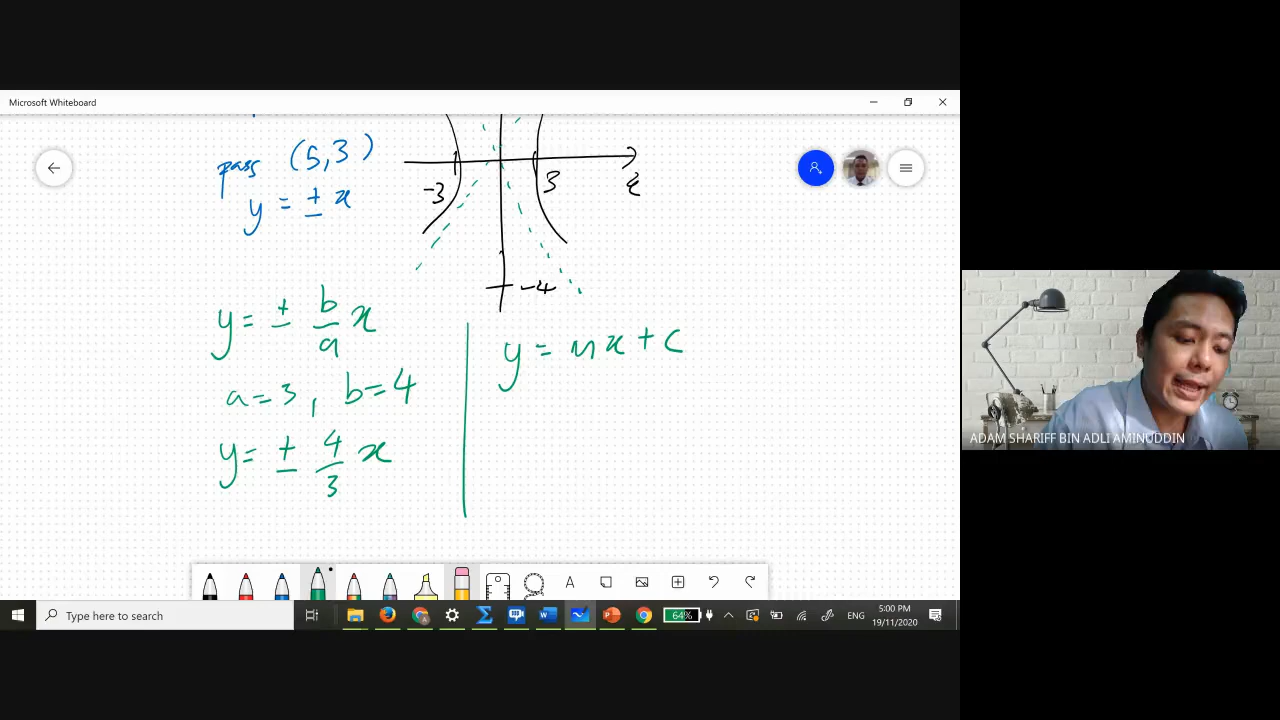 Microsoft Whiteboard
pass (5,3)
y = ± x
-3
3
x
-4
y = ± b/a x
a = 3, b = 4
y = ± 4/3 x
y = mx + c
ADAM SHARIFF BIN ADLI AMINUDDIN
Type here to search
64%
ENG
5:00 PM
19/11/2020